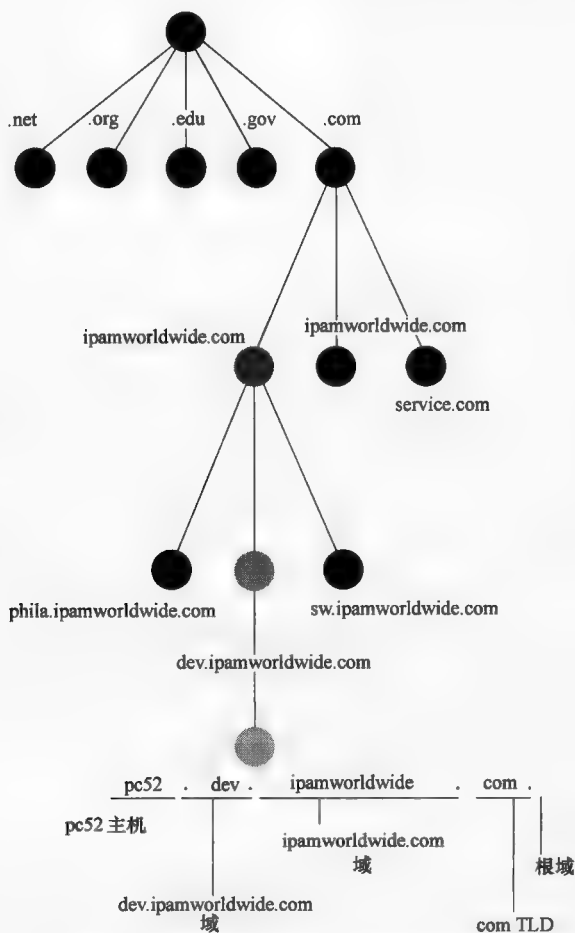 .net .org .edu .gov .com
ipamworldwide.com ipamworldwide.com
service.com
phila.ipamworldwide.com sw.ipamworldwide.com
dev.ipamworldwide.com
pc52 . dev . ipamworldwide . com .
pc52 主机
ipamworldwide.com
域
根域
dev.ipamworldwide.com
域
com TLD